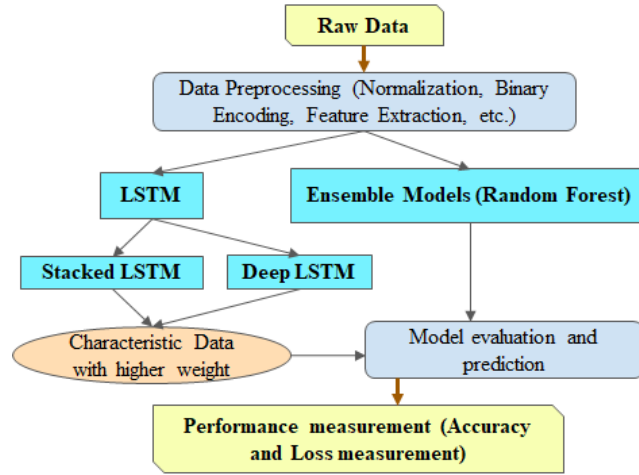 Raw Data
Data Preprocessing (Normalization, Binary
Encoding, Feature Extraction, etc.)
LSTM
Ensemble Models (Random Forest)
Stacked LSTM
Deep LSTM
Characteristic Data
with higher weight
Model evaluation and
prediction
Performance measurement (Accuracy
and Loss measurement)